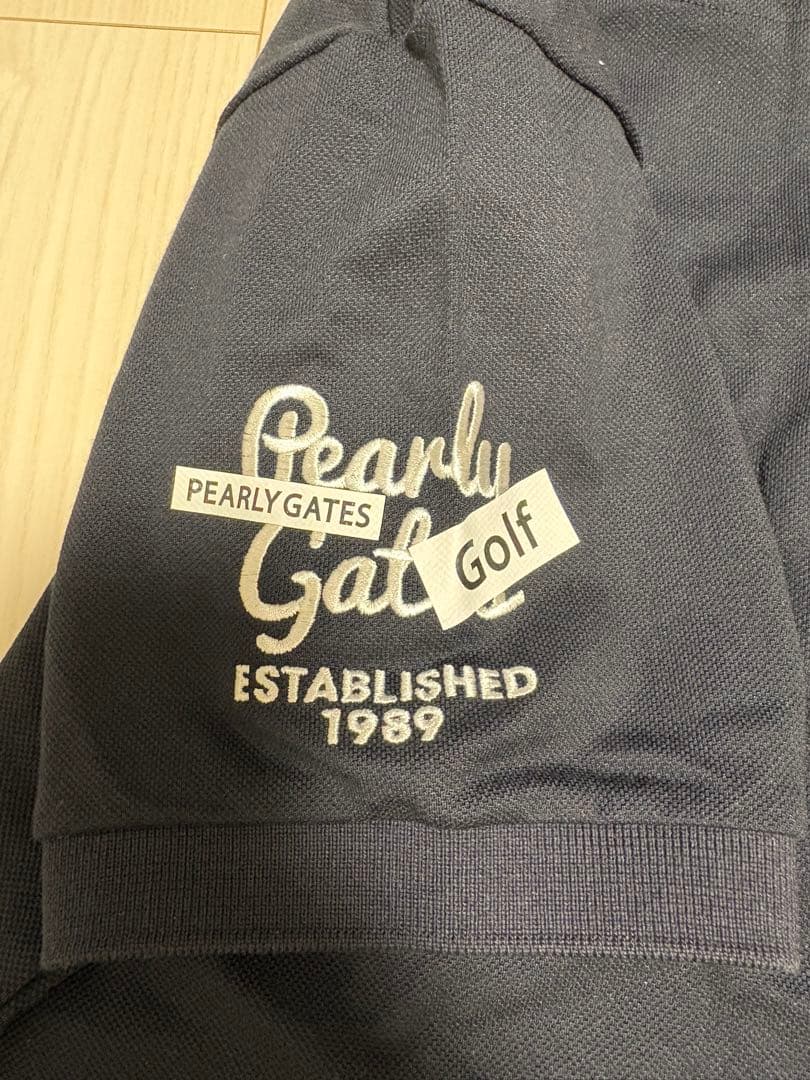 Pearly
PEARLY GATES
Golf
ESTABLISHED
1989